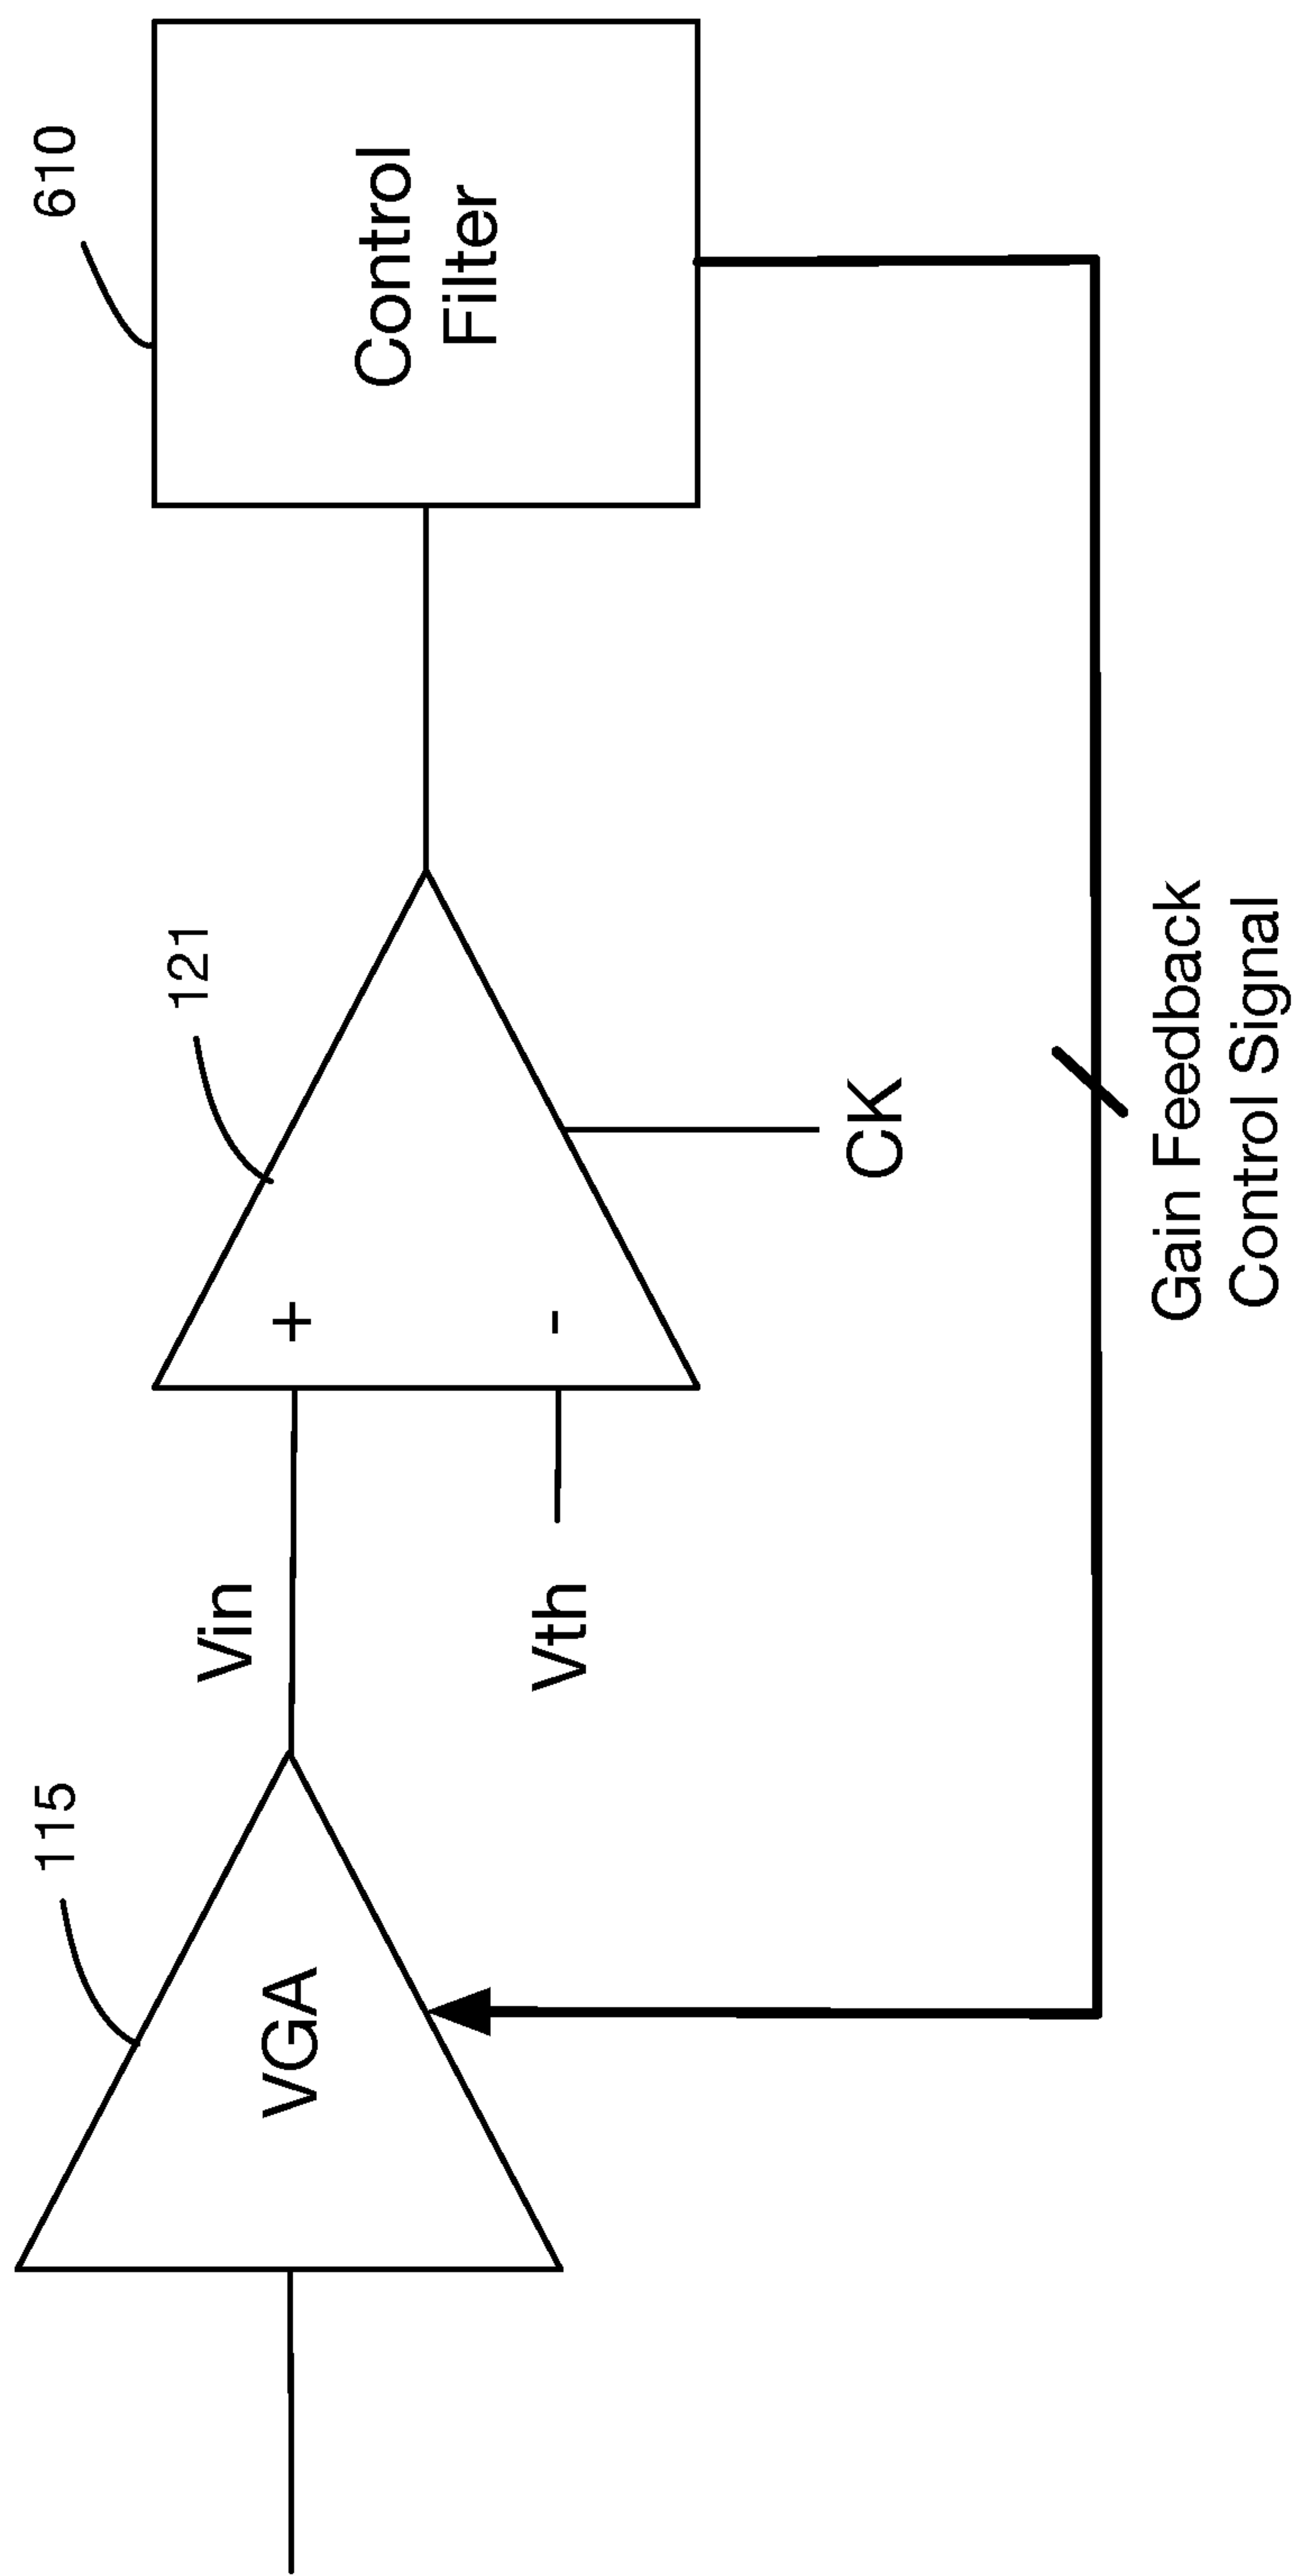 115
VGA
Vin
Vth
121
+
-
CK
610
Control
Filter
Gain Feedback
Control Signal